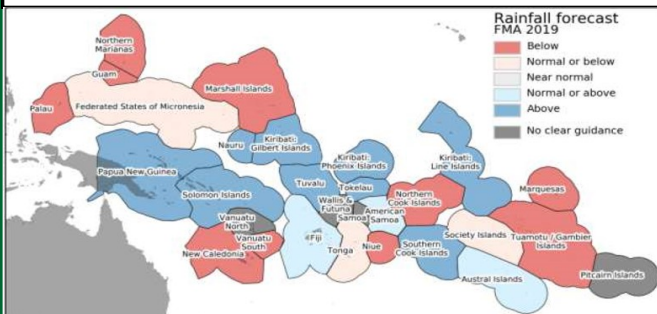 Rainfall forecast
FMA 2019
Below
Normal or below
Near normal
Normal or above
Above
No clear guidance
Northern
Marianas
Guam
Palau
Federated States of Micronesia
Marshall Islands
Nauru
Kiribati:
Gilbert Islands
Kiribati:
Phoenix Islands
Kiribati:
Line Islands
Papua New Guinea
Solomon Islands
Tuvalu
Tokelau
Wallis &
Futuna
Samoa
American
Samoa
Northern
Cook Islands
Marquesas
Vanuatu
North
Vanuatu
South
New Caledonia
Fiji
Tonga
Niue
Southern
Cook Islands
Society Islands
Tuamotu / Gambier
Islands
Austral Islands
Pitcairn Islands